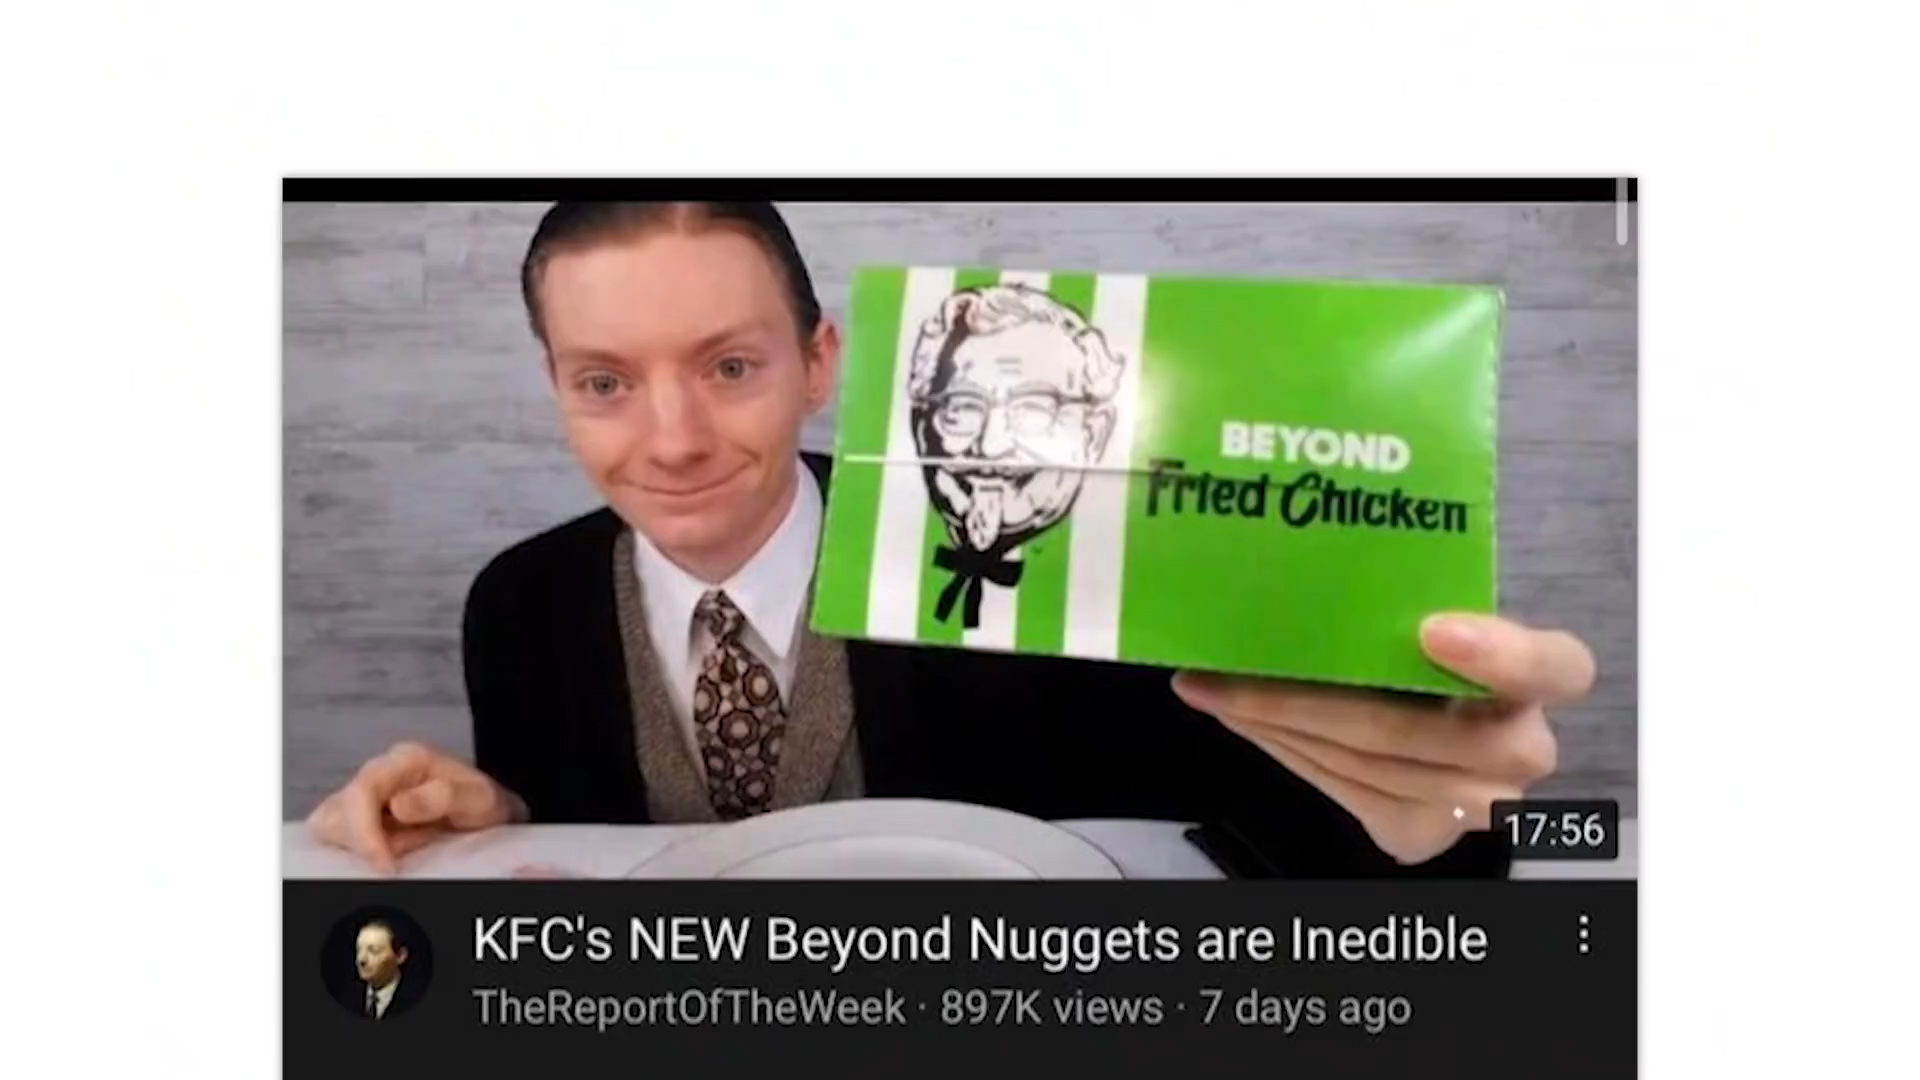 BEYOND
Fried Chicken
17:56
KFC's NEW Beyond Nuggets are Inedible
TheReportOfTheWeek · 897K views · 7 days ago